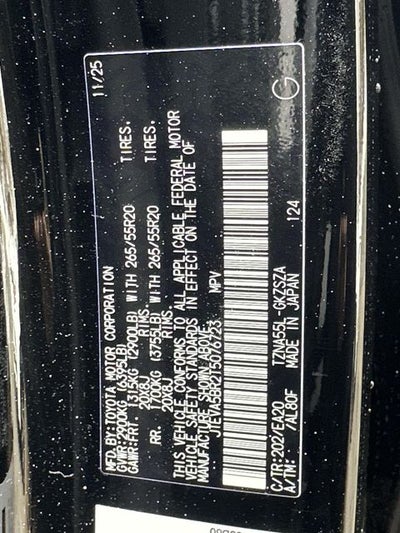 MFD.BY:TOYOTA MOTOR CORPORATION 11/25
GVWR:2900KG (6395LB)
GAWR:FRT. 1315KG (2900LB) WITH 265/55R20 TIRES,
20X8J RIMS
RR. 1700KG (3755LB) WITH 265/55R20 TIRES,
20X8J RIMS
THIS VEHICLE CONFORMS TO ALL APPLICABLE FEDERAL MOTOR
VEHICLE SAFETY STANDARDS IN EFFECT ON THE DATE OF
MANUFACTURE SHOWN ABOVE.
MPV
C/TR:202/EA20 TZNA55L-GKZSZA
A/TM: /AL80F MADE IN JAPAN 124
G